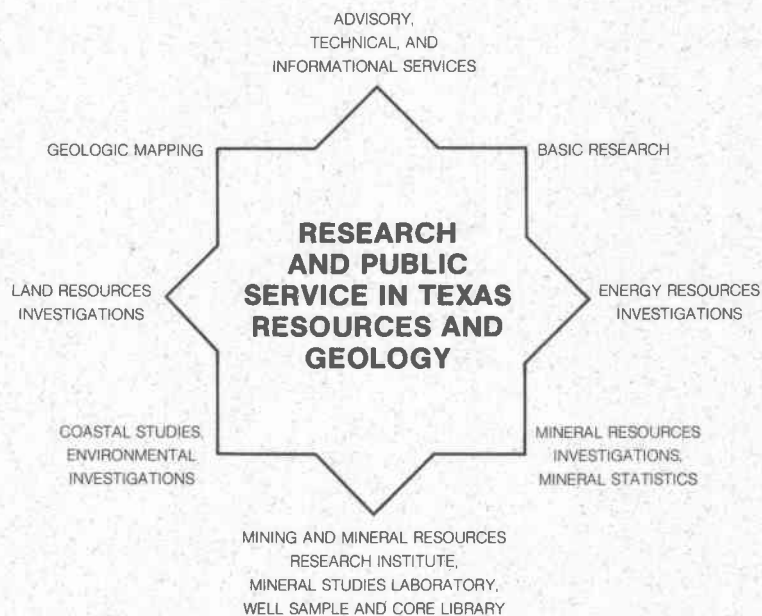 ADVISORY,
TECHNICAL, AND
INFORMATIONAL SERVICES
GEOLOGIC MAPPING
BASIC RESEARCH
RESEARCH
AND PUBLIC
SERVICE IN TEXAS
RESOURCES AND
GEOLOGY
LAND RESOURCES
INVESTIGATIONS
ENERGY RESOURCES
INVESTIGATIONS
COASTAL STUDIES,
ENVIRONMENTAL
INVESTIGATIONS
MINERAL RESOURCES
INVESTIGATIONS,
MINERAL STATISTICS
MINING AND MINERAL RESOURCES
RESEARCH INSTITUTE,
MINERAL STUDIES LABORATORY,
WELL SAMPLE AND CORE LIBRARY